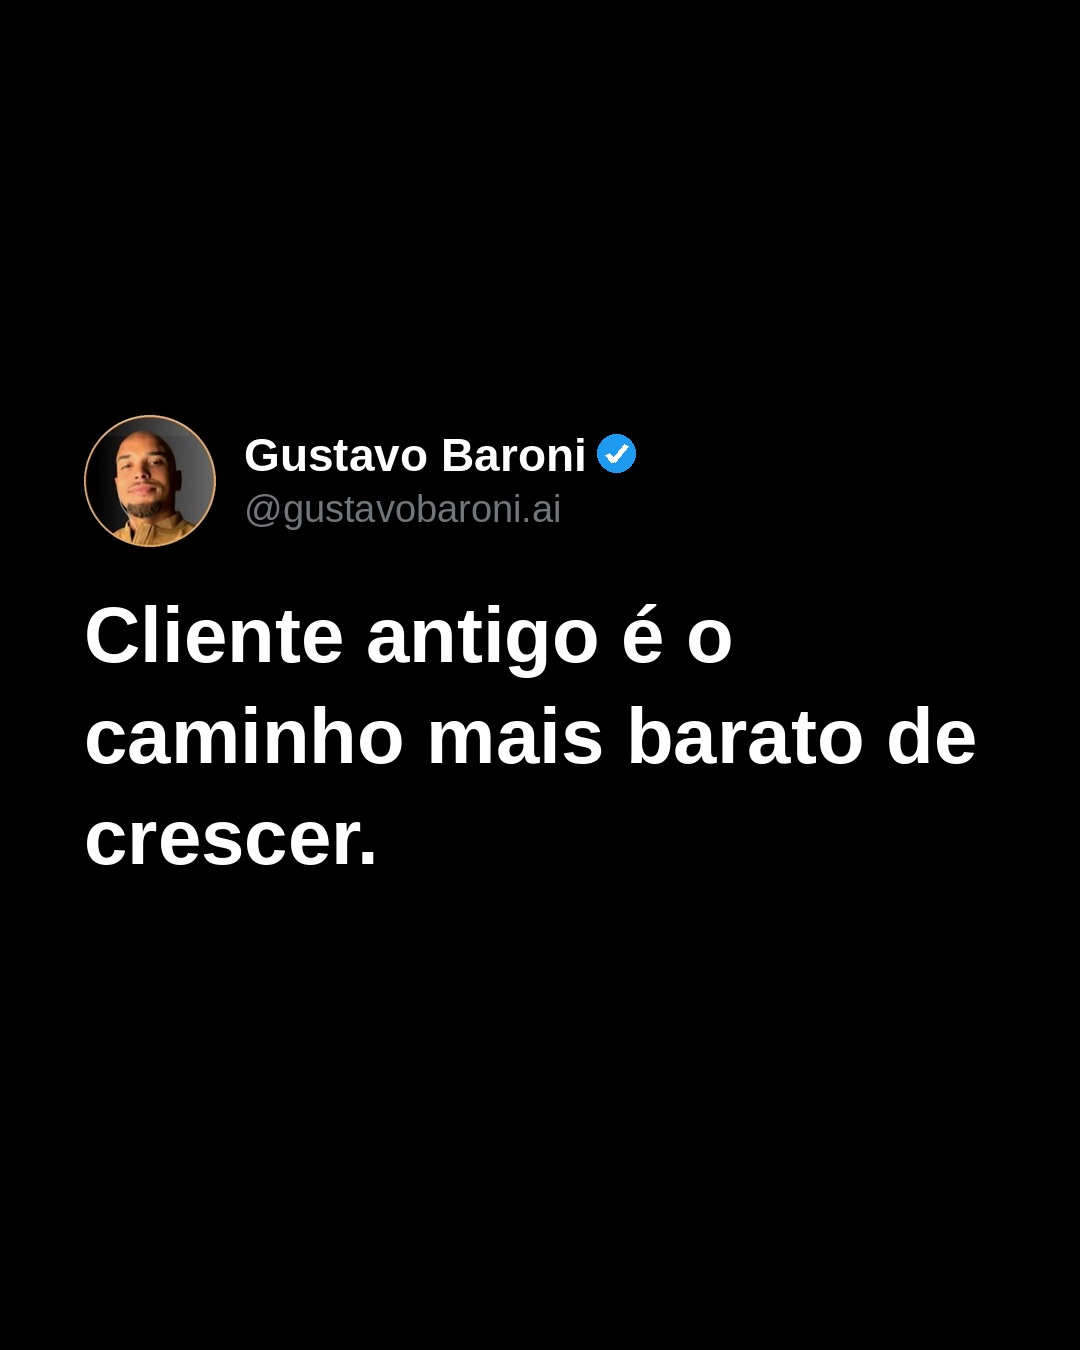 Gustavo Baroni
@gustavobaroni.ai
Cliente antigo é o
caminho mais barato de
crescer.